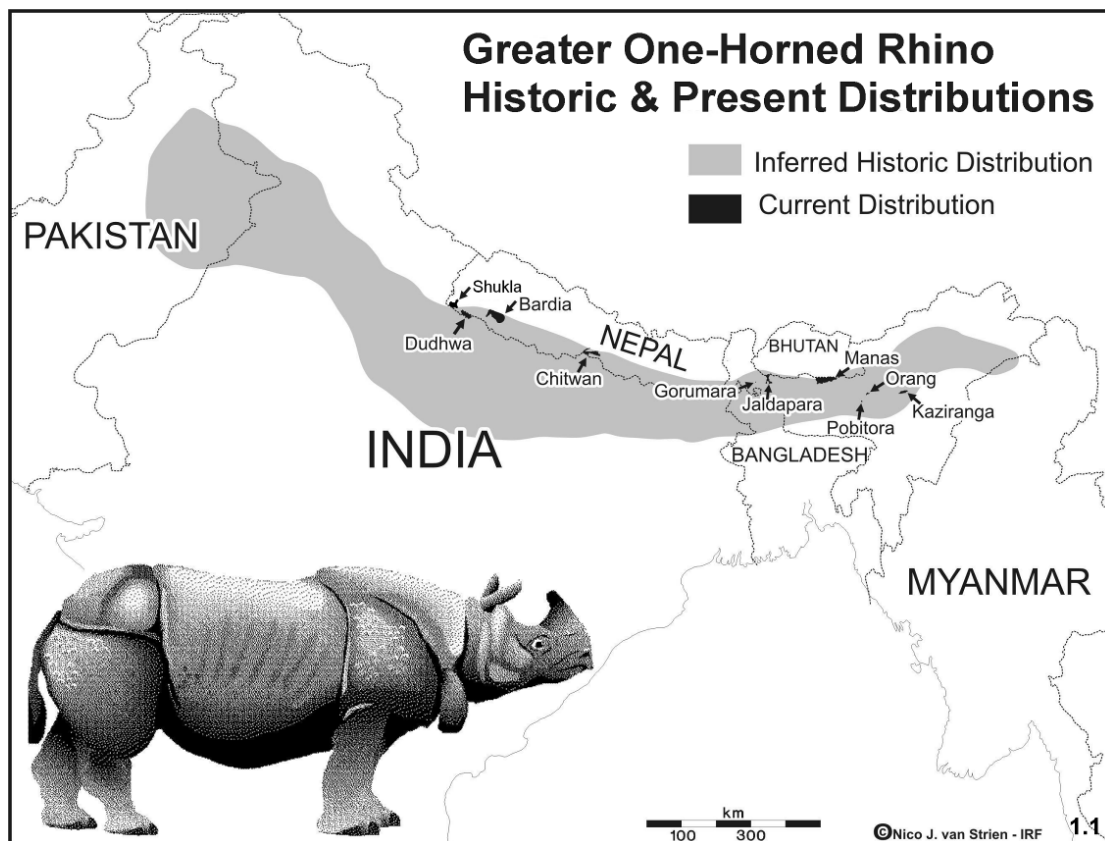 Greater One-Horned Rhino
Historic & Present Distributions
Inferred Historic Distribution
Current Distribution
PAKISTAN
Shukla
Bardia
Dudhwa
NEPAL
Chitwan
BHUTAN
Manas
Gorumara
Orang
Jaldapara
Kaziranga
Pobitora
INDIA
BANGLADESH
MYANMAR
km
100 300
©Nico J. van Strien - IRF
1.1